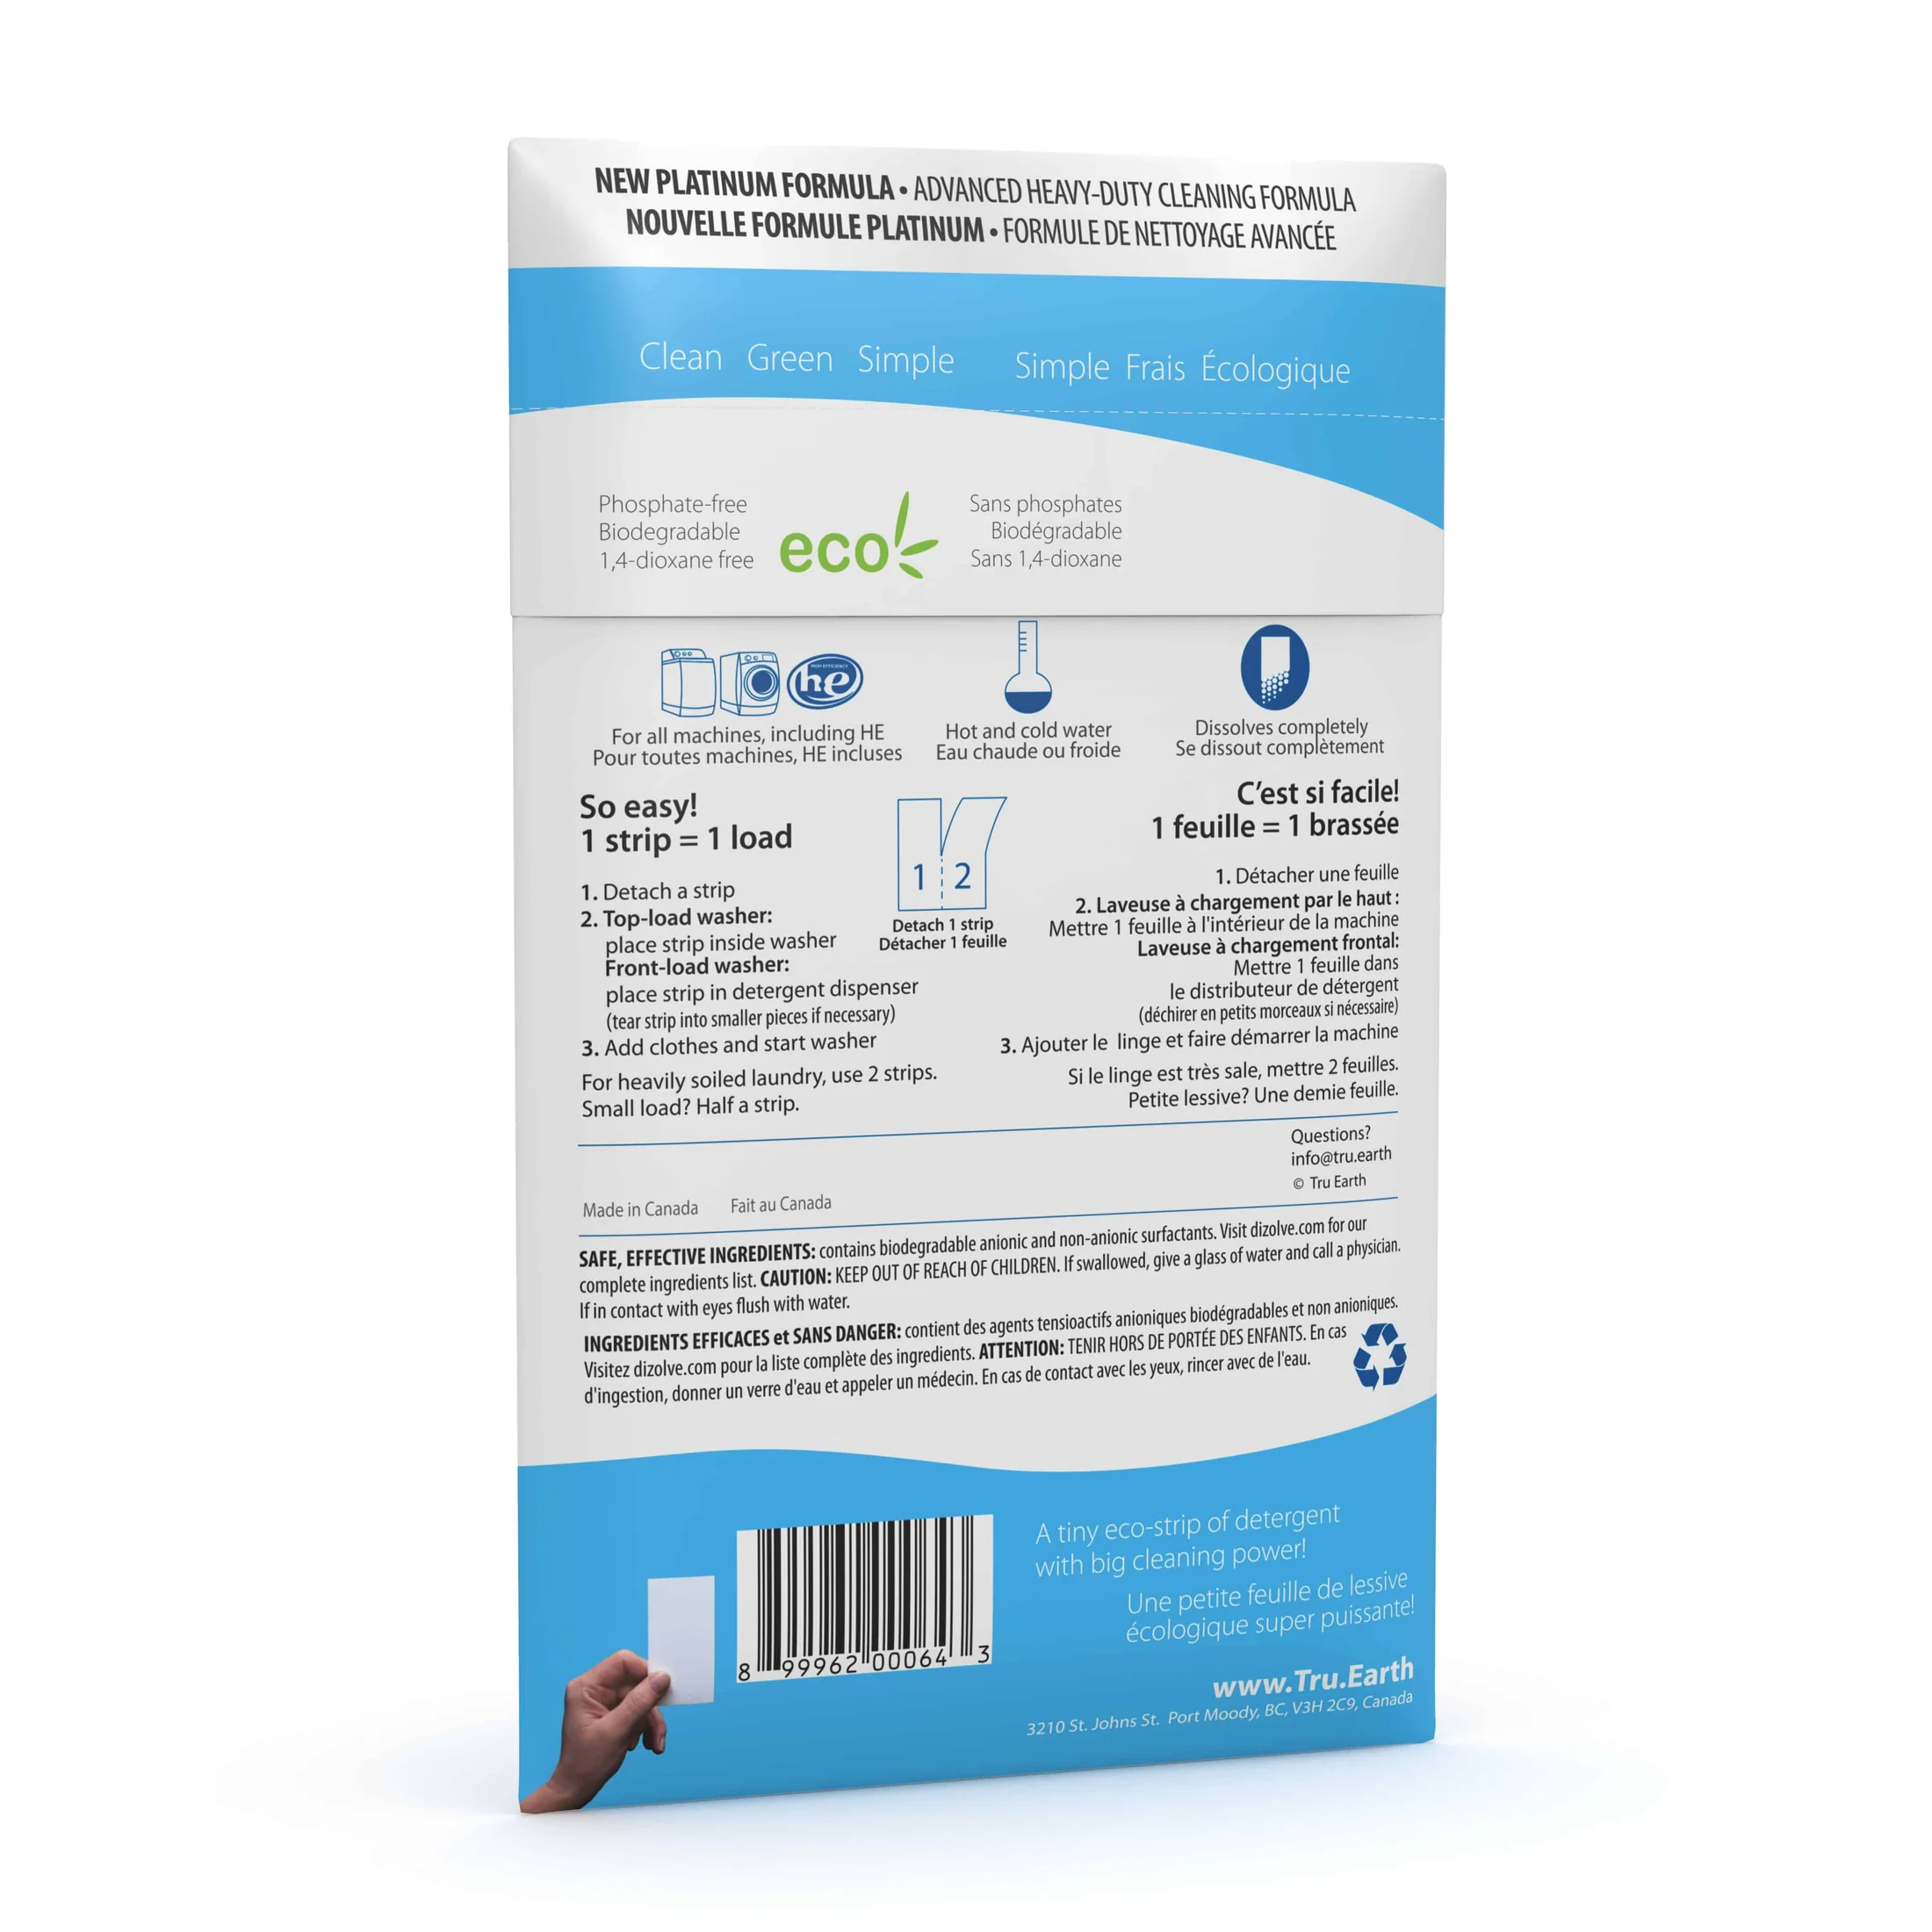 NEW PLATINUM FORMULA • ADVANCED HEAVY-DUTY CLEANING FORMULA
NOUVELLE FORMULE PLATINUM • FORMULE DE NETTOYAGE AVANCÉE
Clean Green Simple
Simple Frais Écologique
Phosphate-free
Biodegradable
1,4-dioxane free
eco
Sans phosphates
Biodégradable
Sans 1,4-dioxane
HIGH EFFICIENCY
he
For all machines, including HE
Pour toutes machines, HE incluses
Hot and cold water
Eau chaude ou froide
Dissolves completely
Se dissout complètement
So easy!
1 strip = 1 load
1. Detach a strip
2. Top-load washer:
place strip inside washer
Front-load washer:
place strip in detergent dispenser
(tear strip into smaller pieces if necessary)
3. Add clothes and start washer
For heavily soiled laundry, use 2 strips.
Small load? Half a strip.
1 2
Detach 1 strip
Détacher 1 feuille
C'est si facile!
1 feuille = 1 brassée
1. Détacher une feuille
2. Laveuse à chargement par le haut :
Mettre 1 feuille à l'intérieur de la machine
Laveuse à chargement frontal:
Mettre 1 feuille dans
le distributeur de détergent
(déchirer en petits morceaux si nécessaire)
3. Ajouter le linge et faire démarrer la machine
Si le linge est très sale, mettre 2 feuilles.
Petite lessive? Une demie feuille.
Questions?
info@tru.earth
© Tru Earth
Made in Canada Fait au Canada
SAFE, EFFECTIVE INGREDIENTS: contains biodegradable anionic and non-anionic surfactants. Visit dizolve.com for our
complete ingredients list. CAUTION: KEEP OUT OF REACH OF CHILDREN. If swallowed, give a glass of water and call a physician.
If in contact with eyes flush with water.
INGREDIENTS EFFICACES et SANS DANGER: contient des agents tensioactifs anioniques biodégradables et non anioniques.
Visitez dizolve.com pour la liste complète des ingredients. ATTENTION: TENIR HORS DE PORTÉE DES ENFANTS. En cas
d'ingestion, donner un verre d'eau et appeler un médecin. En cas de contact avec les yeux, rincer avec de l'eau.
8 99962 00064 3
A tiny eco-strip of detergent
with big cleaning power!
Une petite feuille de lessive
écologique super puissante!
www.Tru.Earth
3210 St. Johns St. Port Moody, BC, V3H 2C9, Canada